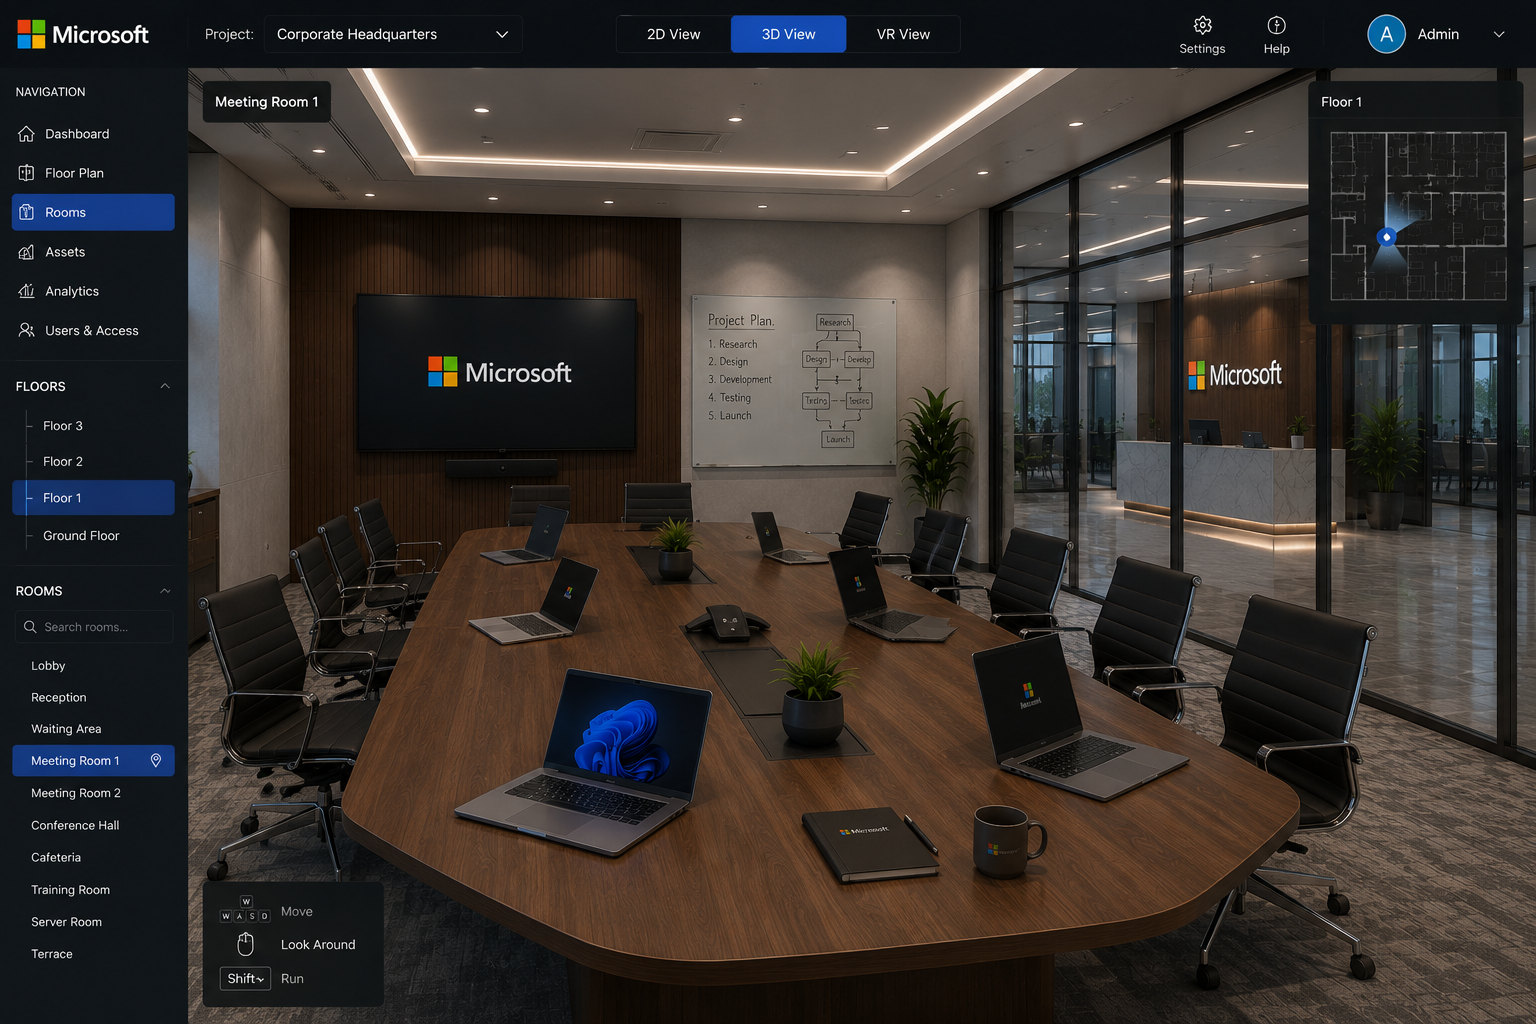 Microsoft
Project:
Corporate Headquarters
2D View
3D View
VR View
Settings
Help
A
Admin
NAVIGATION
Dashboard
Floor Plan
Rooms
Assets
Analytics
Users & Access
FLOORS
Floor 3
Floor 2
Floor 1
Ground Floor
ROOMS
Search rooms...
Lobby
Reception
Waiting Area
Meeting Room 1
Meeting Room 2
Conference Hall
Cafeteria
Training Room
Server Room
Terrace
Meeting Room 1
Floor 1
Microsoft
Project Plan.
1. Research
2. Design
3. Development
4. Testing
5. Launch
Research
Design
Develop
Testing
Tested
Launch
Microsoft
Microsoft
W
W A S D
Move
Look Around
Shift
Run